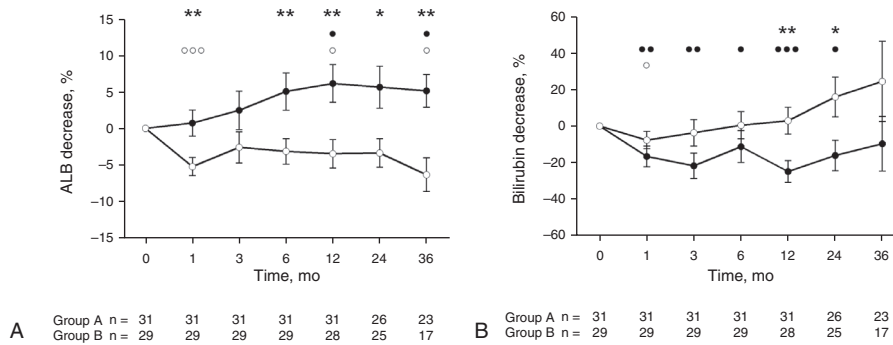 15
10
5
0
–5
–10
–15
ALB decrease, %
** ** ** * **
0 1 3 6 12 24 36
Time, mo
A
Group A n = 31 31 31 31 31 26 23
Group B n = 29 29 29 29 28 25 17
60
40
20
0
–20
–40
–60
Bilirubin decrease, %
** *
0 1 3 6 12 24 36
Time, mo
B
Group A n = 31 31 31 31 31 26 23
Group B n = 29 29 29 29 28 25 17